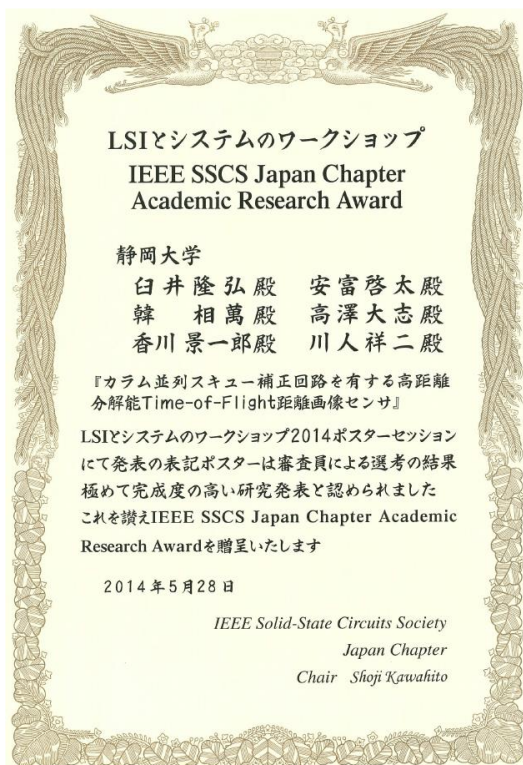 LSIとシステムのワークショップ
IEEE SSCS Japan Chapter
Academic Research Award
静岡大学
臼井隆弘殿 安富啓太殿
韓 相萬殿 高澤大志殿
香川景一郎殿 川人祥二殿
『カラム並列スキュー補正回路を有する高距離
分解能Time-of-Flight距離画像センサ』
LSIとシステムのワークショップ2014ポスターセッション
にて発表の表記ポスターは審査員による選考の結果
極めて完成度の高い研究発表と認められました
これを讃えIEEE SSCS Japan Chapter Academic
Research Awardを贈呈いたします
2014年5月28日
IEEE Solid-State Circuits Society
Japan Chapter
Chair Shoji Kawahito